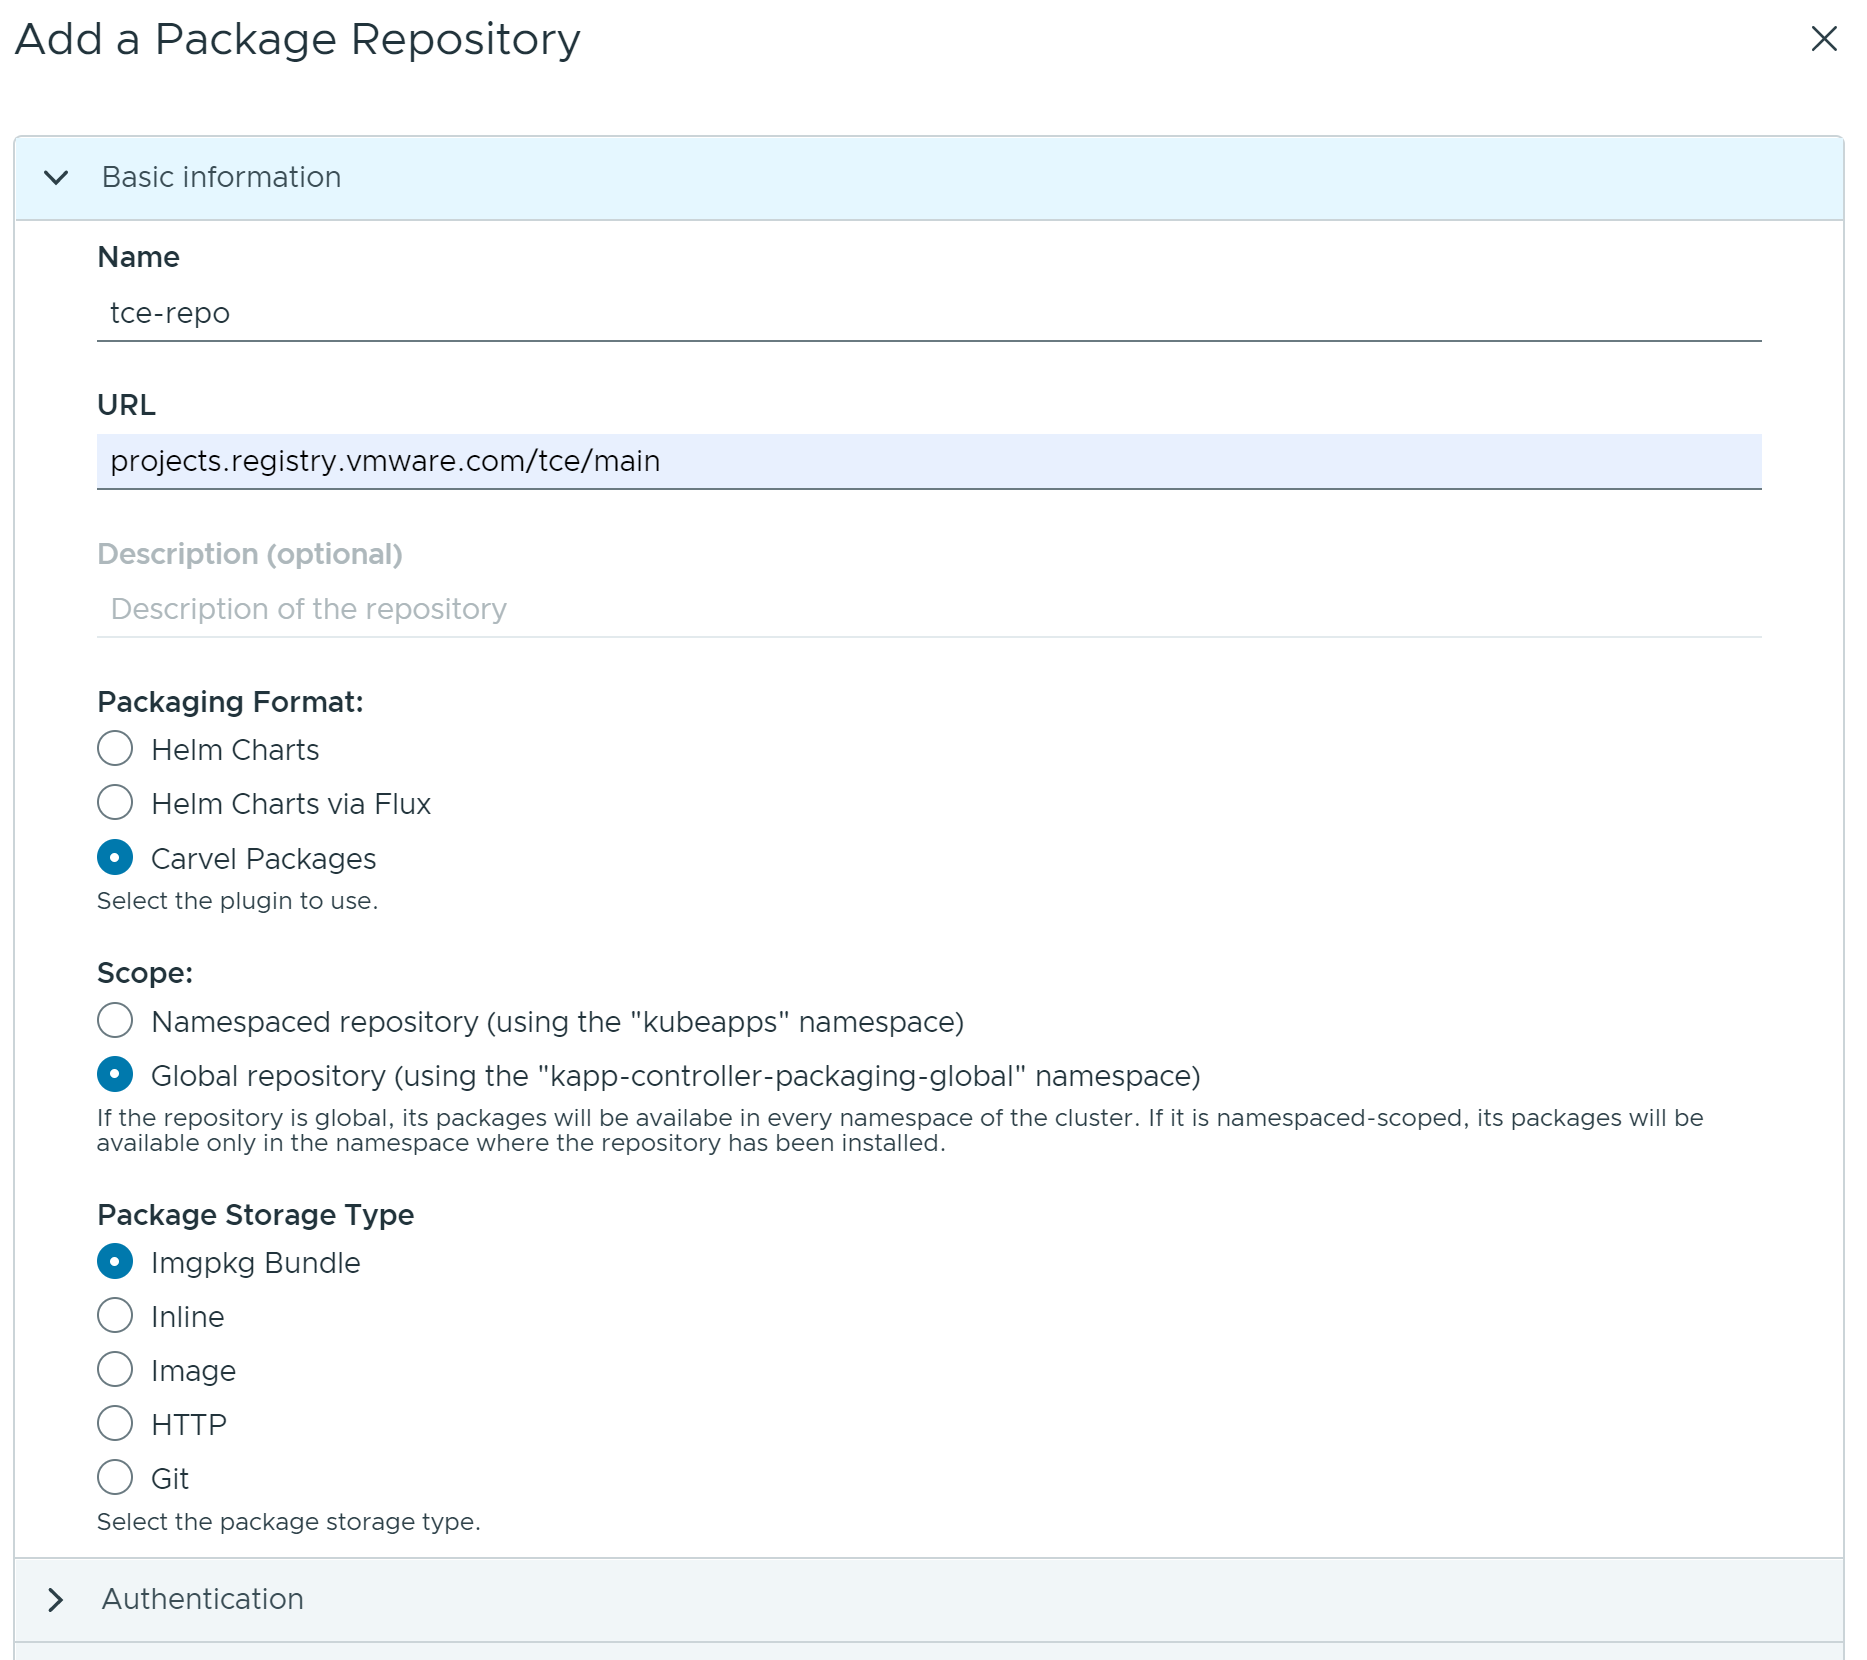 Add a Package Repository
Basic information
Name
tce-repo
URL
projects.registry.vmware.com/tce/main
Description (optional)
Description of the repository
Packaging Format:
Helm Charts
Helm Charts via Flux
Carvel Packages
Select the plugin to use.
Scope:
Namespaced repository (using the "kubeapps" namespace)
Global repository (using the "kapp-controller-packaging-global" namespace)
If the repository is global, its packages will be availabe in every namespace of the cluster. If it is namespaced-scoped, its packages will be
available only in the namespace where the repository has been installed.
Package Storage Type
Imgpkg Bundle
Inline
Image
HTTP
Git
Select the package storage type.
Authentication